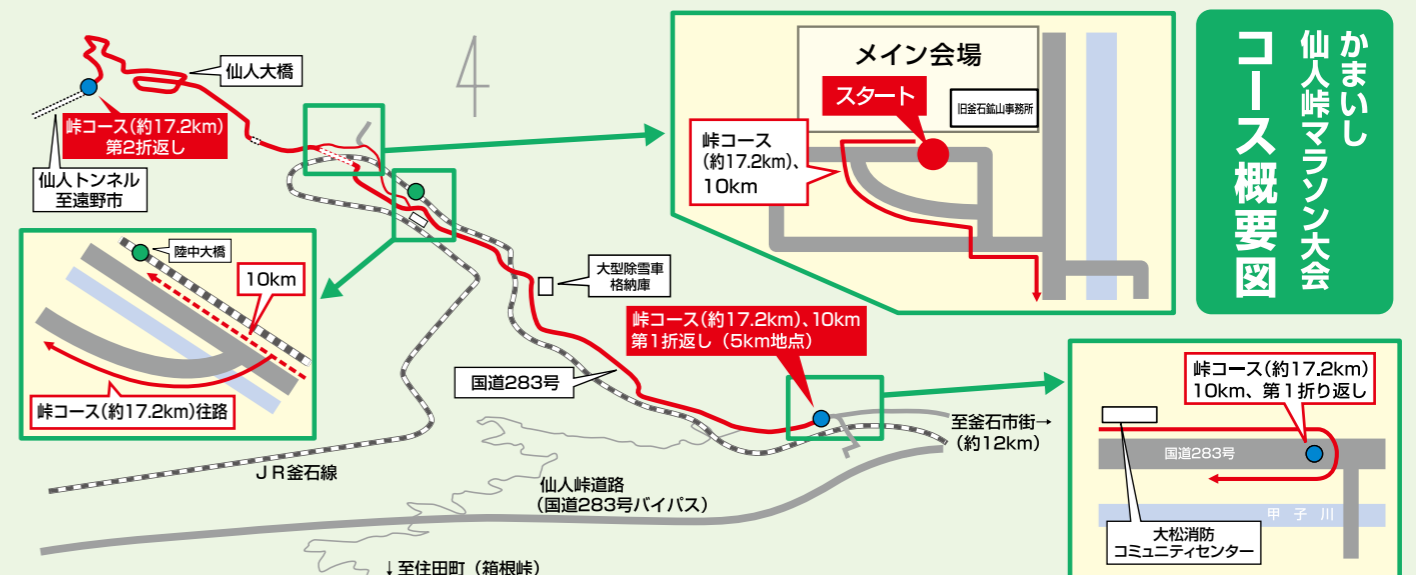 かまいし
仙人峠マラソン大会
コース概要図
仙人大橋
峠コース(約17.2km)
第2折返し
仙人トンネル
至遠野市
メイン会場
スタート
旧釜石鉱山事務所
峠コース
(約17.2km)、
10km
陸中大橋
10km
峠コース(約17.2km)往路
大型除雪車
格納庫
峠コース(約17.2km)、10km
第1折返し（5km地点）
国道283号
至釜石市街→
(約12km)
ＪＲ釜石線
仙人峠道路
(国道283号バイパス)
↓至住田町（箱根峠）
峠コース(約17.2km)
10km、第１折り返し
国道283号
甲子川
大松消防
コミュニティセンター